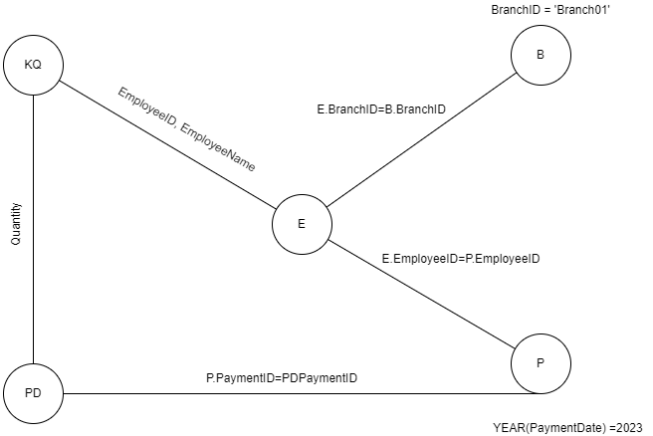 BranchID = 'Branch01'
B
KQ
EmployeeID, EmployeeName
E.BranchID=B.BranchID
Quantity
E
E.EmployeeID=P.EmployeeID
P
P.PaymentID=PDPaymentID
PD
YEAR(PaymentDate) =2023